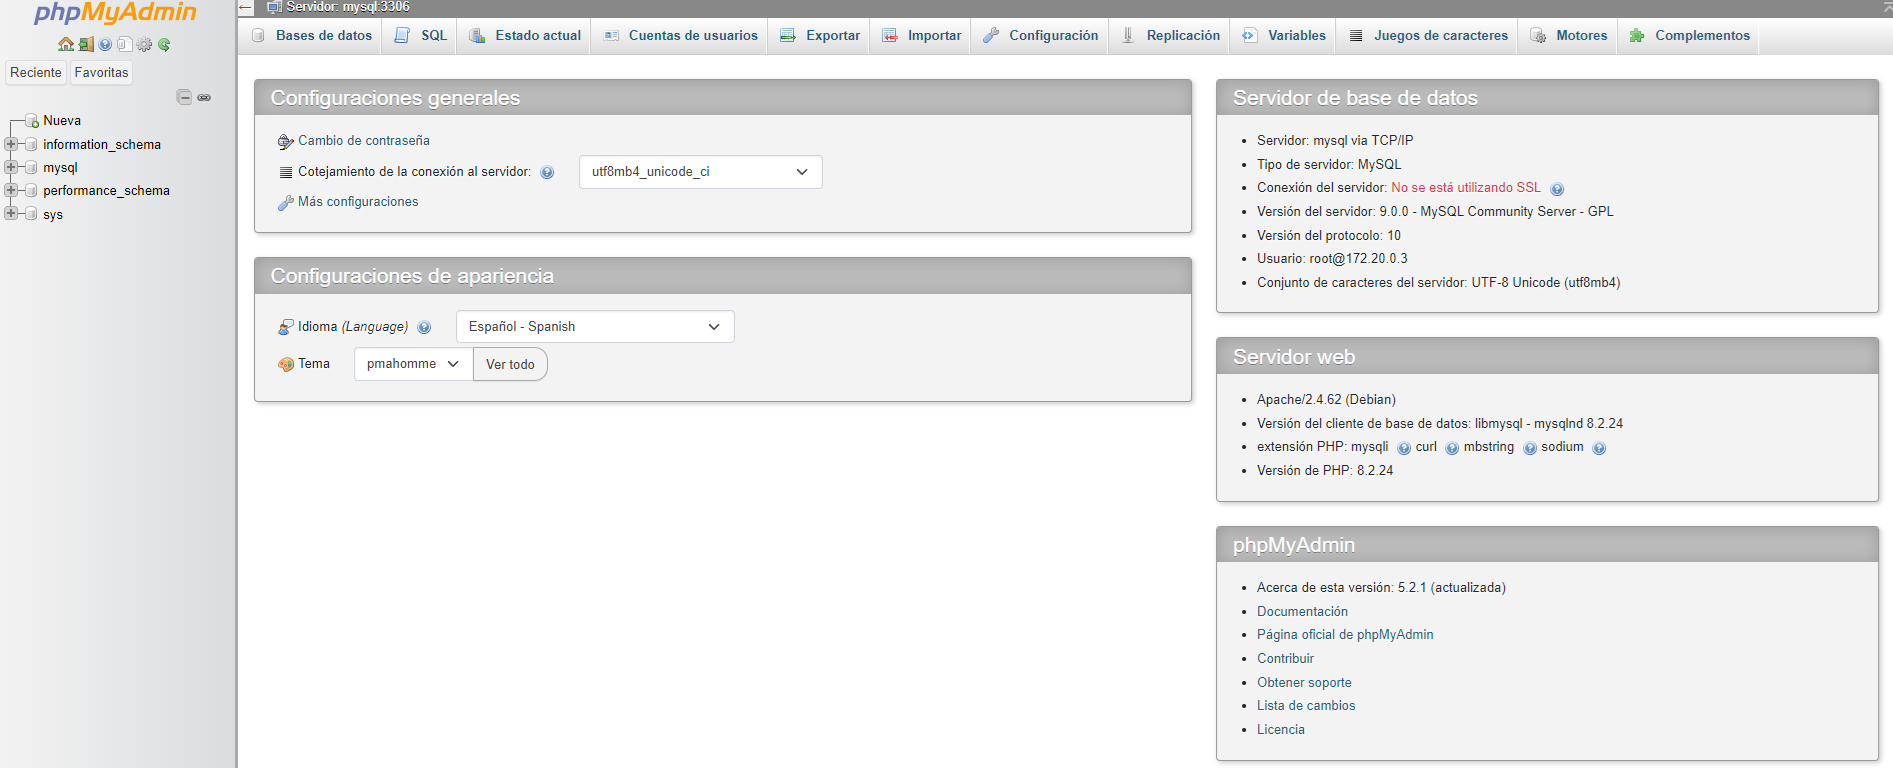 phpMyAdmin
Reciente Favoritas
Nueva
information_schema
mysql
performance_schema
sys
Servidor: mysql:3306
Bases de datos SQL Estado actual Cuentas de usuarios Exportar Importar Configuración Replicación Variables Juegos de caracteres Motores Complementos
Configuraciones generales
Cambio de contraseña
Cotejamiento de la conexión al servidor: utf8mb4_unicode_ci
Más configuraciones
Configuraciones de apariencia
Idioma (Language) Español - Spanish
Tema pmahomme Ver todo
Servidor de base de datos
• Servidor: mysql via TCP/IP
• Tipo de servidor: MySQL
• Conexión del servidor: No se está utilizando SSL
• Versión del servidor: 9.0.0 - MySQL Community Server - GPL
• Versión del protocolo: 10
• Usuario: root@172.20.0.3
• Conjunto de caracteres del servidor: UTF-8 Unicode (utf8mb4)
Servidor web
• Apache/2.4.62 (Debian)
• Versión del cliente de base de datos: libmysql - mysqlnd 8.2.24
• extensión PHP: mysqli curl mbstring sodium
• Versión de PHP: 8.2.24
phpMyAdmin
• Acerca de esta versión: 5.2.1 (actualizada)
• Documentación
• Página oficial de phpMyAdmin
• Contribuir
• Obtener soporte
• Lista de cambios
• Licencia